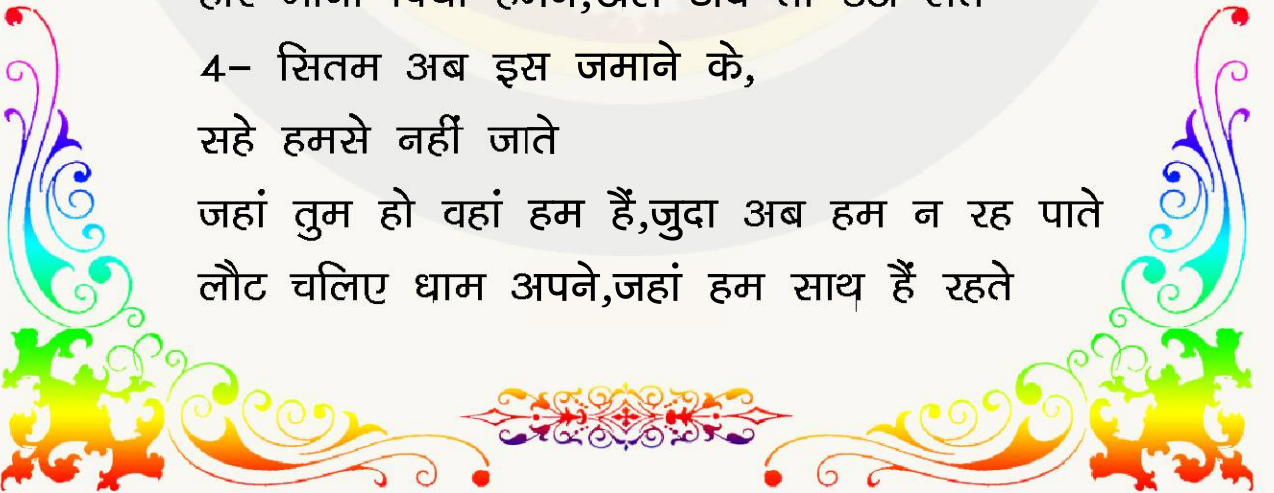 4– सितम अब इस जमाने के,
सहे हमसे नहीं जाते
जहां तुम हो वहां हम हैं,जुदा अब हम न रह पाते
लौट चलिए धाम अपने,जहां हम साथ हैं रहते